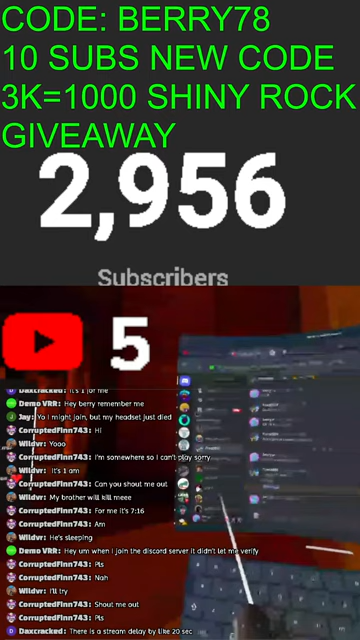 CODE: BERRY78
10 SUBS NEW CODE
3K=1000 SHINY ROCK
GIVEAWAY
2,956
Subscribers
5
Daxcracked: It's 1 for me
Demo VRR: Hey berry remember me
Jay: Yo I might join, but my headset just died
CorruptedFinn743: Hi
Wildvr: Yooo
CorruptedFinn743: I'm somewhere so I can't play sorry
Wildvr: It's 1 am
CorruptedFinn743: Can you shout me out
Wildvr: My brother will kill meee
CorruptedFinn743: For me it's 7:16
CorruptedFinn743: Am
Wildvr: He's sleeping
Demo VRR: Hey um when I join the discord server it didn't let me verify
CorruptedFinn743: Pls
CorruptedFinn743: Nah
Wildvr: I'll try
CorruptedFinn743: Shout me out
CorruptedFinn743: Pls
Daxcracked: There is a stream delay by like 20 sec